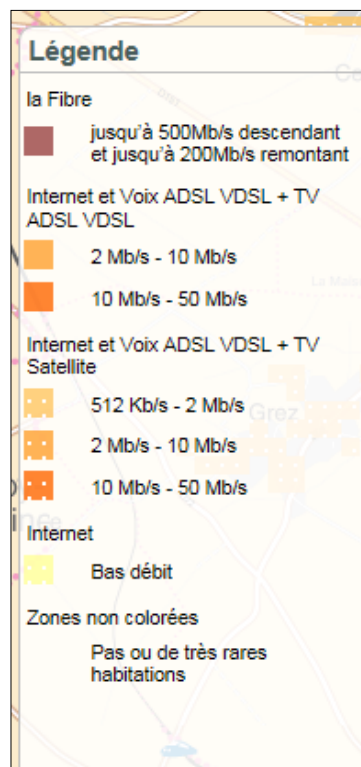 Légende
la Fibre
jusqu'à 500Mb/s descendant
et jusqu'à 200Mb/s remontant
Internet et Voix ADSL VDSL + TV
ADSL VDSL
2 Mb/s - 10 Mb/s
10 Mb/s - 50 Mb/s
Internet et Voix ADSL VDSL + TV
Satellite
512 Kb/s - 2 Mb/s
Grez
2 Mb/s - 10 Mb/s
10 Mb/s - 50 Mb/s
Internet
Bas débit
Zones non colorées
Pas ou de très rares
habitations